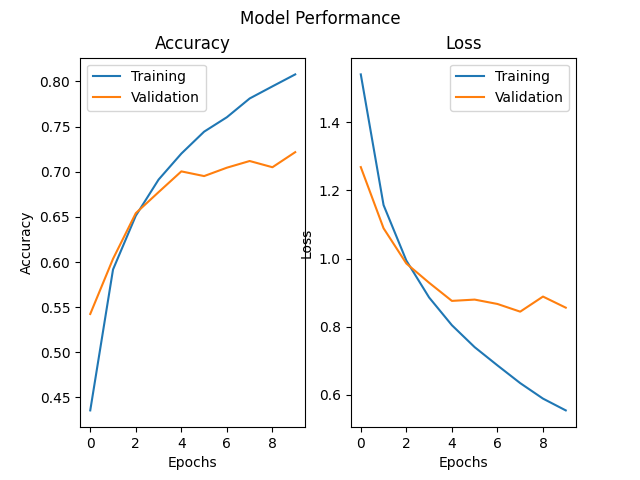 Model Performance
Accuracy
Training
Validation
0.80
0.75
0.70
0.65
0.60
0.55
0.50
0.45
Accuracy
0 2 4 6 8
Epochs
Loss
Training
Validation
1.4
1.2
1.0
0.8
0.6
Loss
0 2 4 6 8
Epochs